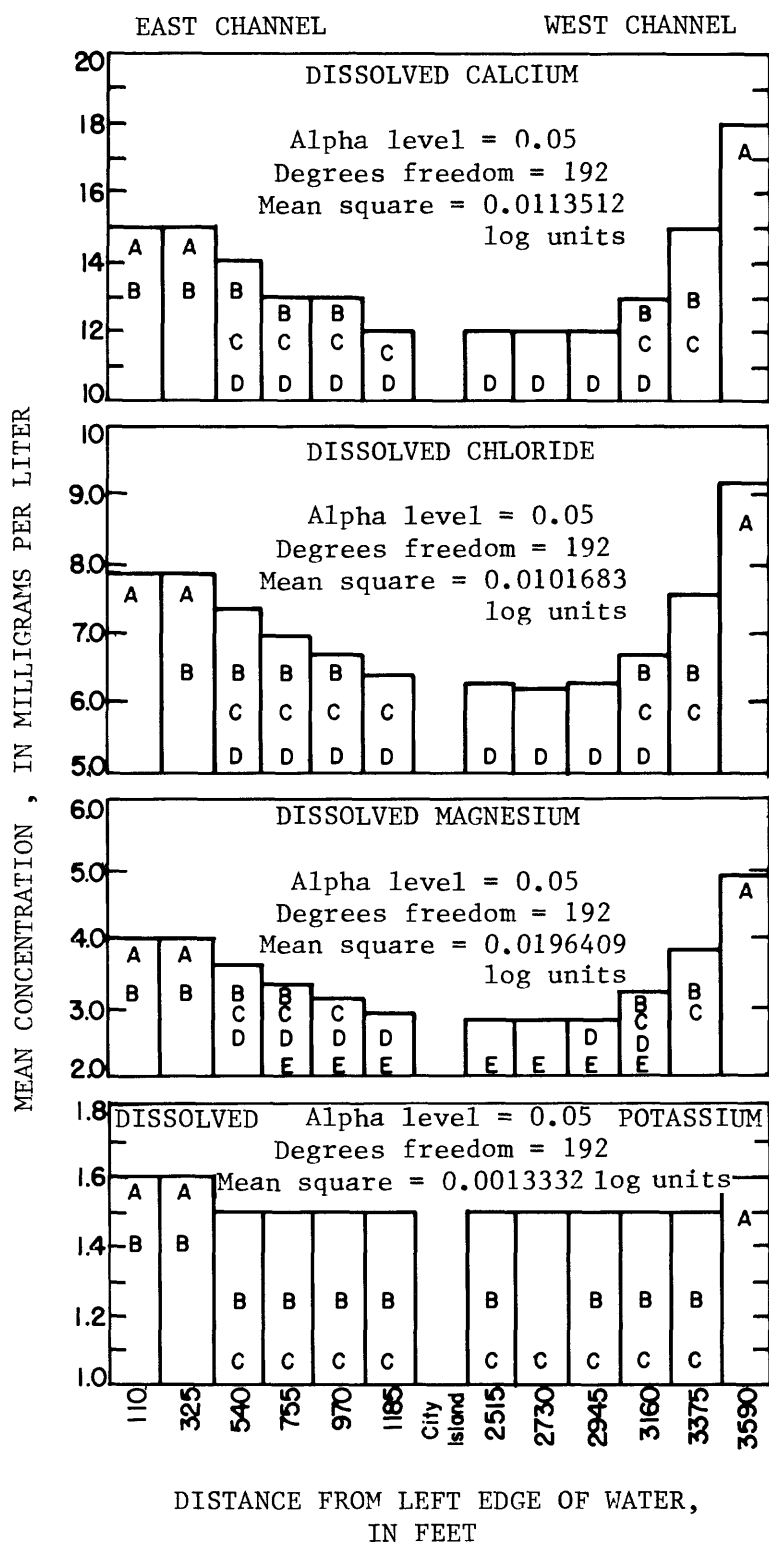 EAST CHANNEL WEST CHANNEL
MEAN CONCENTRATION , IN MILLIGRAMS PER LITER
DISSOLVED CALCIUM
Alpha level = 0.05
Degrees freedom = 192
Mean square = 0.0113512
log units
20
18
16
14
12
10
A A A
B B B B B B B
C C C C C C
D D D D D D D D
DISSOLVED CHLORIDE
Alpha level = 0.05
Degrees freedom = 192
Mean square = 0.0101683
log units
10
9.0
8.0
7.0
6.0
5.0
A A A
B B B B B B
C C C C C C
D D D D D D D
DISSOLVED MAGNESIUM
Alpha level = 0.05
Degrees freedom = 192
Mean square = 0.0196409
log units
6.0
5.0
4.0
3.0
2.0
A A A
B B B B B B
C C C C C
D D D D D D
E E E E E E E
DISSOLVED Alpha level = 0.05 POTASSIUM
Degrees freedom = 192
Mean square = 0.0013332 log units
1.8
1.6
1.4
1.2
1.0
A A A
B B
B B B B B B B B
C C C C C C C C C
110 325 540 755 970 1185 City Island 2515 2730 2945 3160 3375 3590
DISTANCE FROM LEFT EDGE OF WATER,
IN FEET